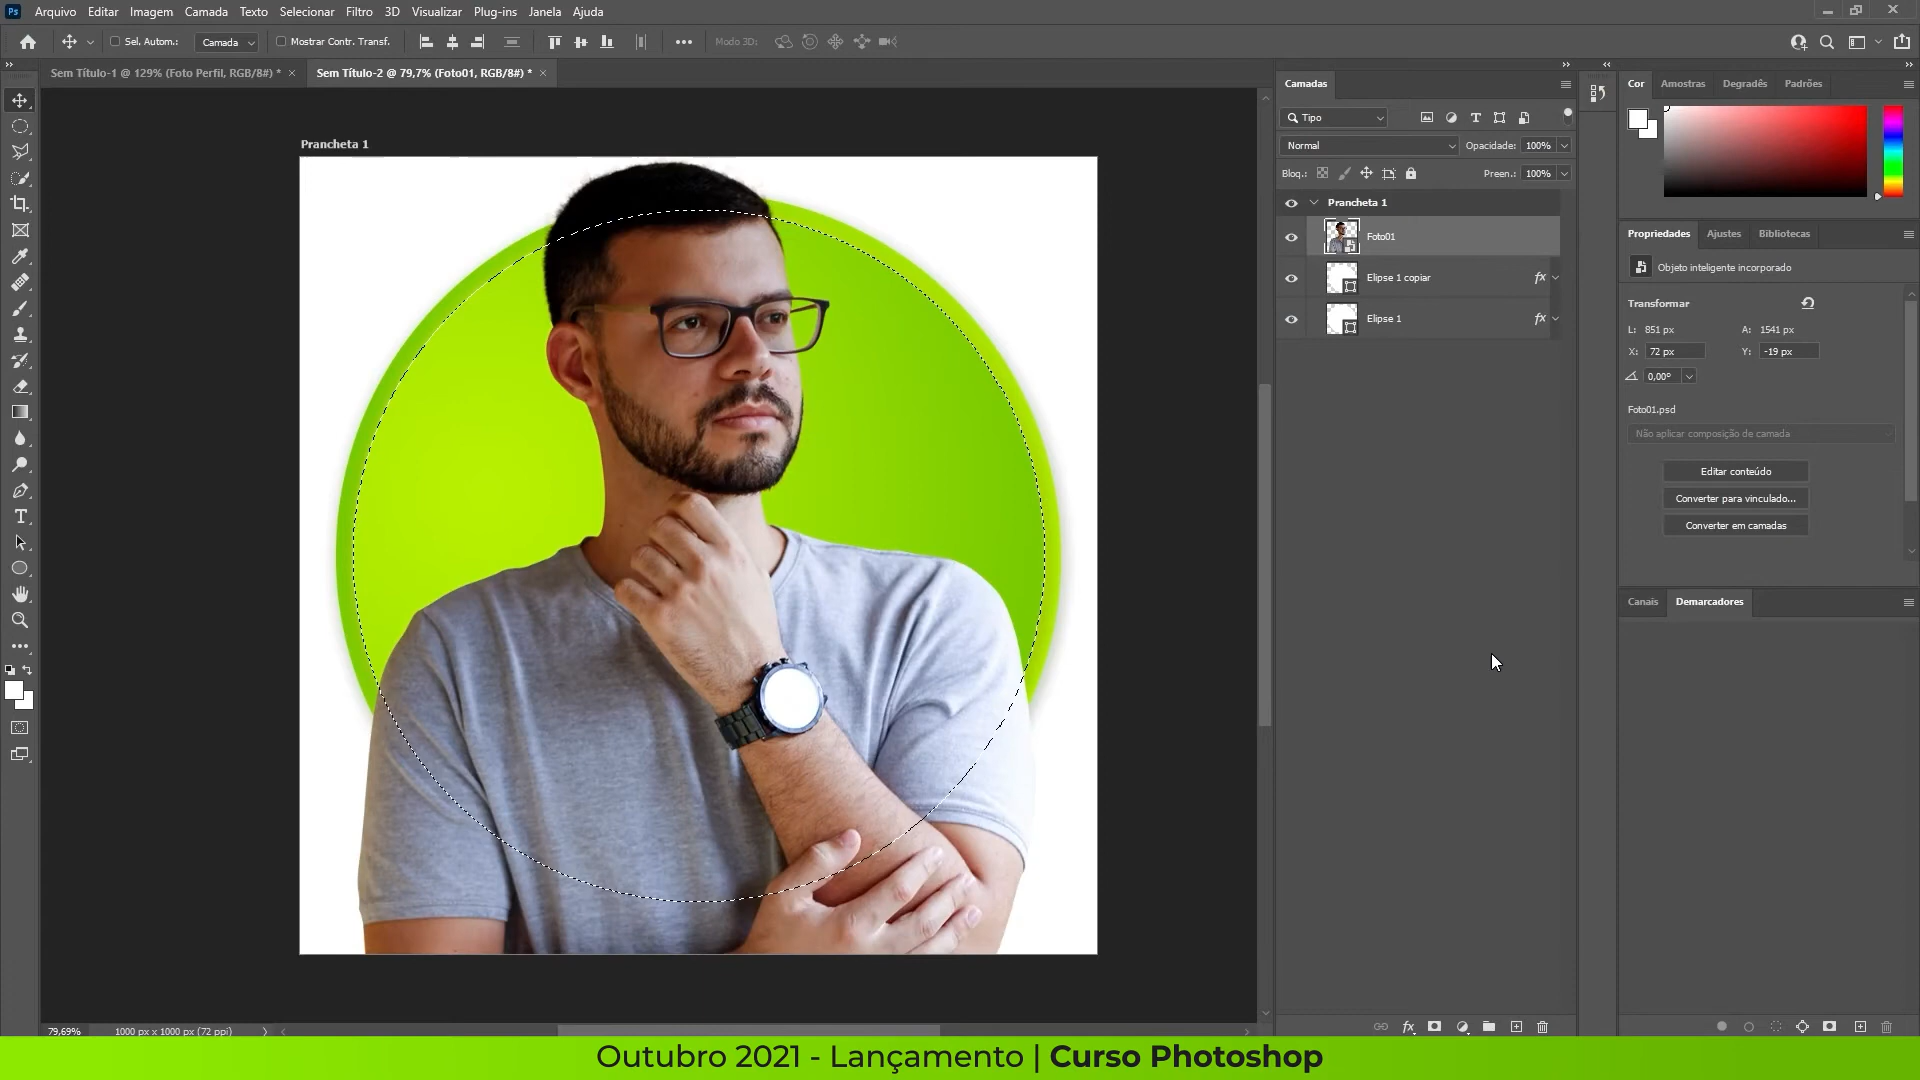 Ps Arquivo Editar Imagem Camada Texto Selecionar Filtro 3D Visualizar Plug-ins Janela Ajuda
Sel. Autom.: Camada Mostrar Contr. Transf. Modo 3D:
Sem Título-1 @ 129% (Foto Perfil, RGB/8#) * Sem Título-2 @ 79,7% (Foto01, RGB/8#) *
Prancheta 1
Camadas
Tipo
Normal Opacidade: 100%
Bloq.: Preen.: 100%
Prancheta 1
Foto01
Elipse 1 copiar fx
Elipse 1 fx
Cor Amostras Degradês Padrões
Propriedades Ajustes Bibliotecas
Objeto inteligente incorporado
Transformar
L: 851 px A: 1541 px
X: 72 px Y: -19 px
0,00°
Foto01.psd
Não aplicar composição de camada
Editar conteúdo
Converter para vinculado...
Converter em camadas
Canais Demarcadores
79,69% 1000 px x 1000 px (72 ppi)
fx
Outubro 2021 - Lançamento | Curso Photoshop